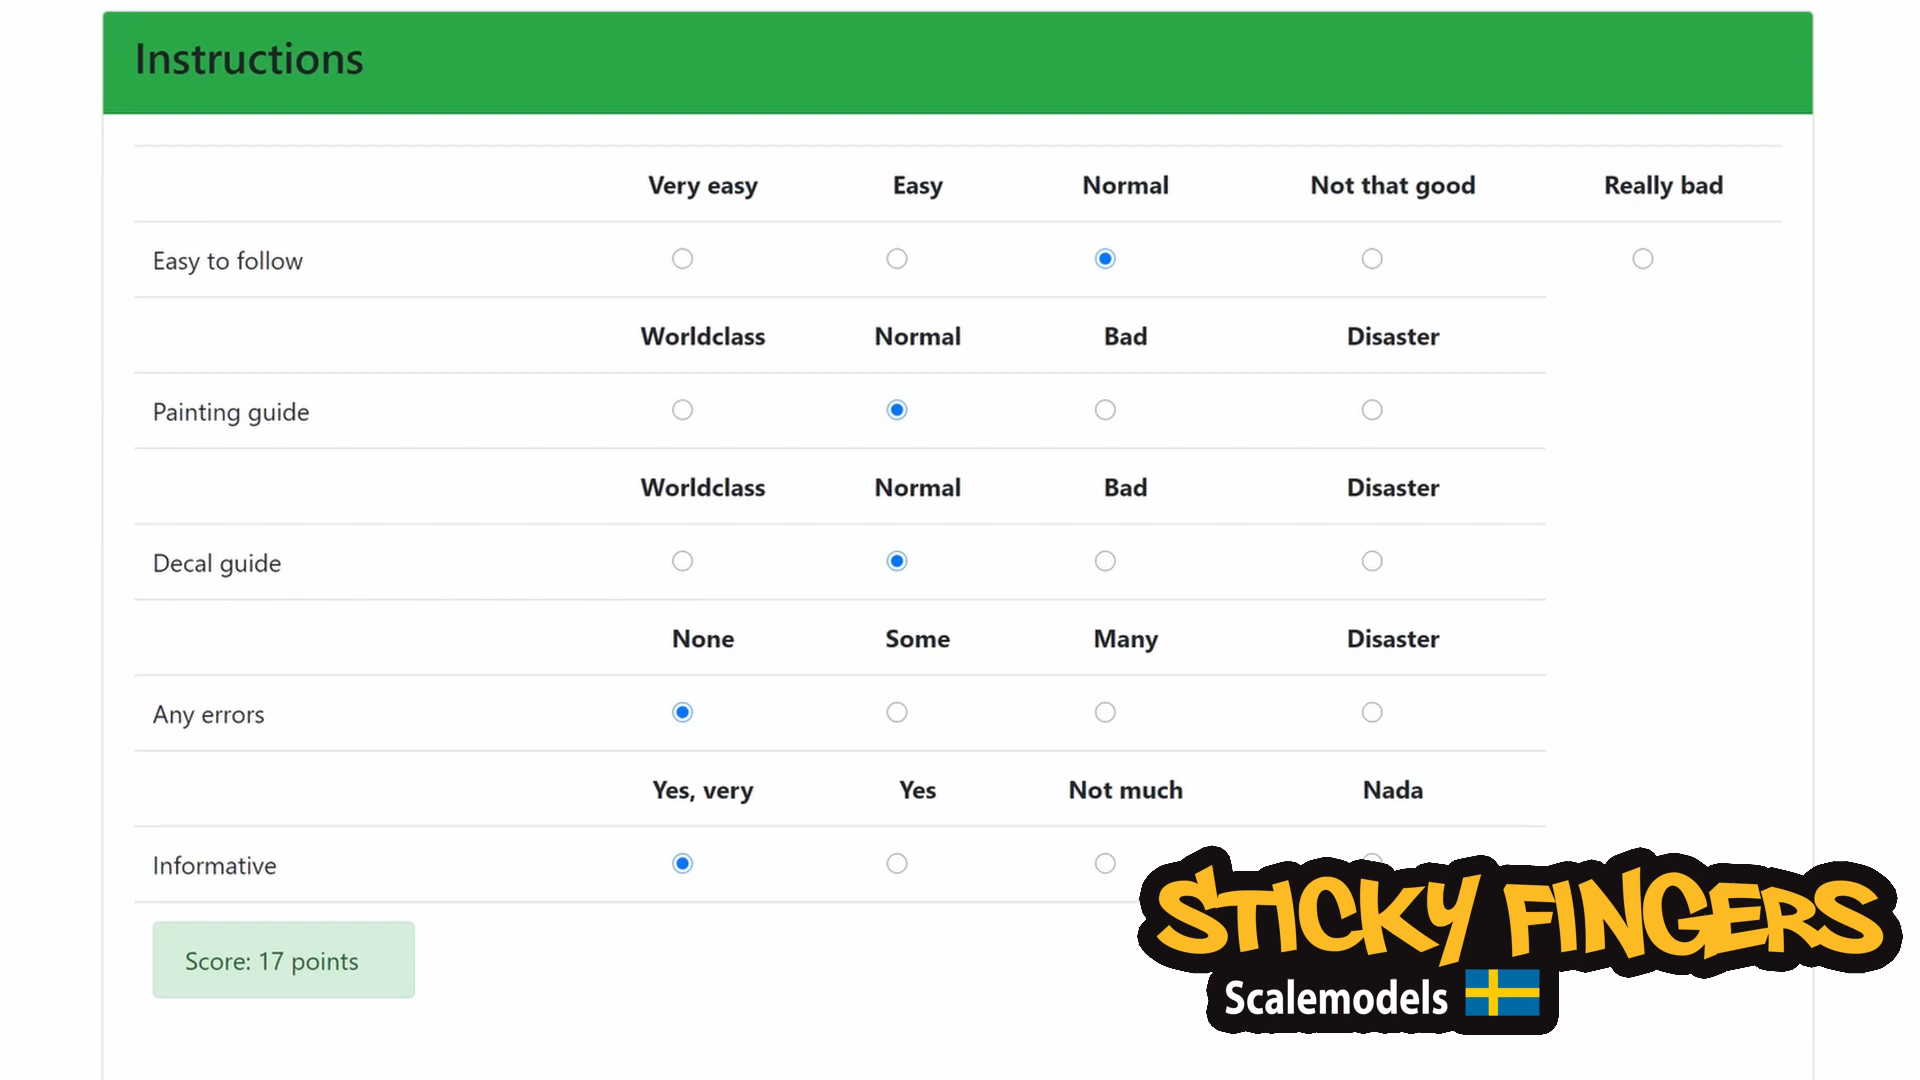 Instructions
Very easy Easy Normal Not that good Really bad
Easy to follow
Worldclass Normal Bad Disaster
Painting guide
Worldclass Normal Bad Disaster
Decal guide
None Some Many Disaster
Any errors
Yes, very Yes Not much Nada
Informative
Score: 17 points
STICKY FINGERS
Scalemodels